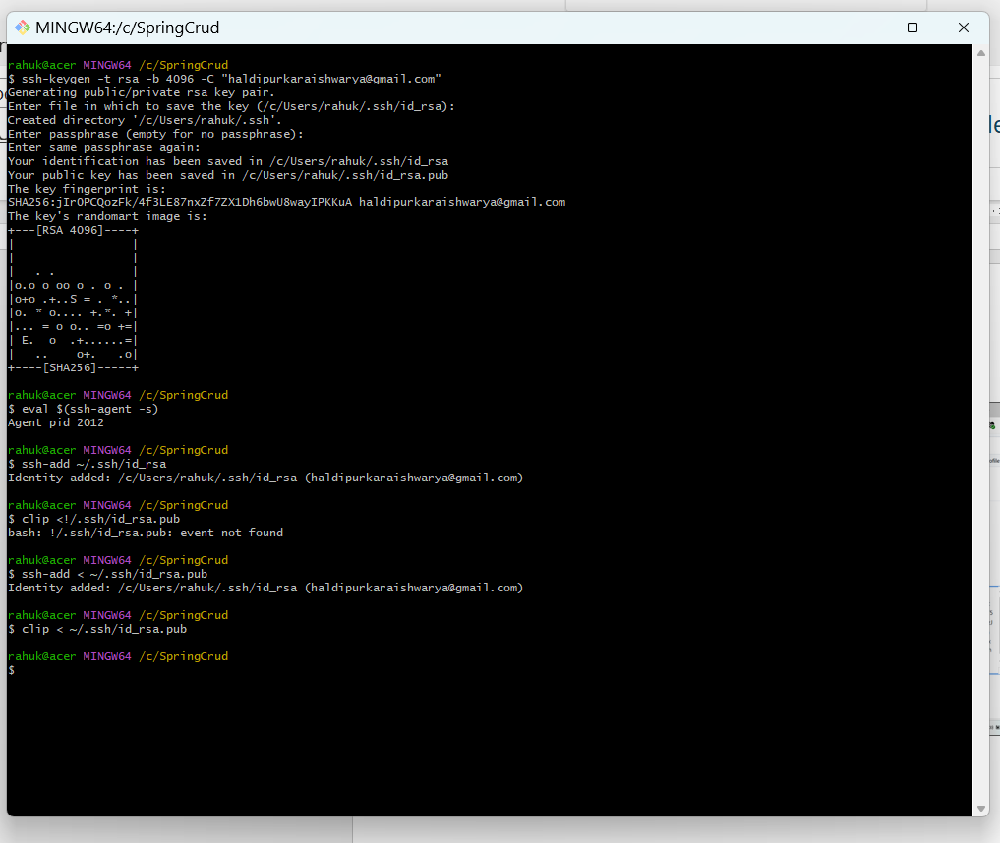 MINGW64:/c/SpringCrud
rahuk@acer MINGW64 /c/SpringCrud
$ ssh-keygen -t rsa -b 4096 -C "haldipurkaraishwarya@gmail.com"
Generating public/private rsa key pair.
Enter file in which to save the key (/c/Users/rahuk/.ssh/id_rsa):
Created directory '/c/Users/rahuk/.ssh'.
Enter passphrase (empty for no passphrase):
Enter same passphrase again:
Your identification has been saved in /c/Users/rahuk/.ssh/id_rsa
Your public key has been saved in /c/Users/rahuk/.ssh/id_rsa.pub
The key fingerprint is:
SHA256:jIrOPCQozFk/4f3LE87nxZf7ZX1Dh6bwU8wayIPKKuA haldipurkaraishwarya@gmail.com
The key's randomart image is:
+---[RSA 4096]----+
|                 |
|                 |
|   . .           |
|o.o o oo o . o . |
|o+o .+..S = . *..|
|o. * o.... +.*. +|
|... = o o.. =o +=|
| E.  o  .+......=|
|   ..    o+.   .o|
+----[SHA256]-----+
rahuk@acer MINGW64 /c/SpringCrud
$ eval $(ssh-agent -s)
Agent pid 2012
rahuk@acer MINGW64 /c/SpringCrud
$ ssh-add ~/.ssh/id_rsa
Identity added: /c/Users/rahuk/.ssh/id_rsa (haldipurkaraishwarya@gmail.com)
rahuk@acer MINGW64 /c/SpringCrud
$ clip <!/.ssh/id_rsa.pub
bash: !/.ssh/id_rsa.pub: event not found
rahuk@acer MINGW64 /c/SpringCrud
$ ssh-add < ~/.ssh/id_rsa.pub
Identity added: /c/Users/rahuk/.ssh/id_rsa (haldipurkaraishwarya@gmail.com)
rahuk@acer MINGW64 /c/SpringCrud
$ clip < ~/.ssh/id_rsa.pub
rahuk@acer MINGW64 /c/SpringCrud
$